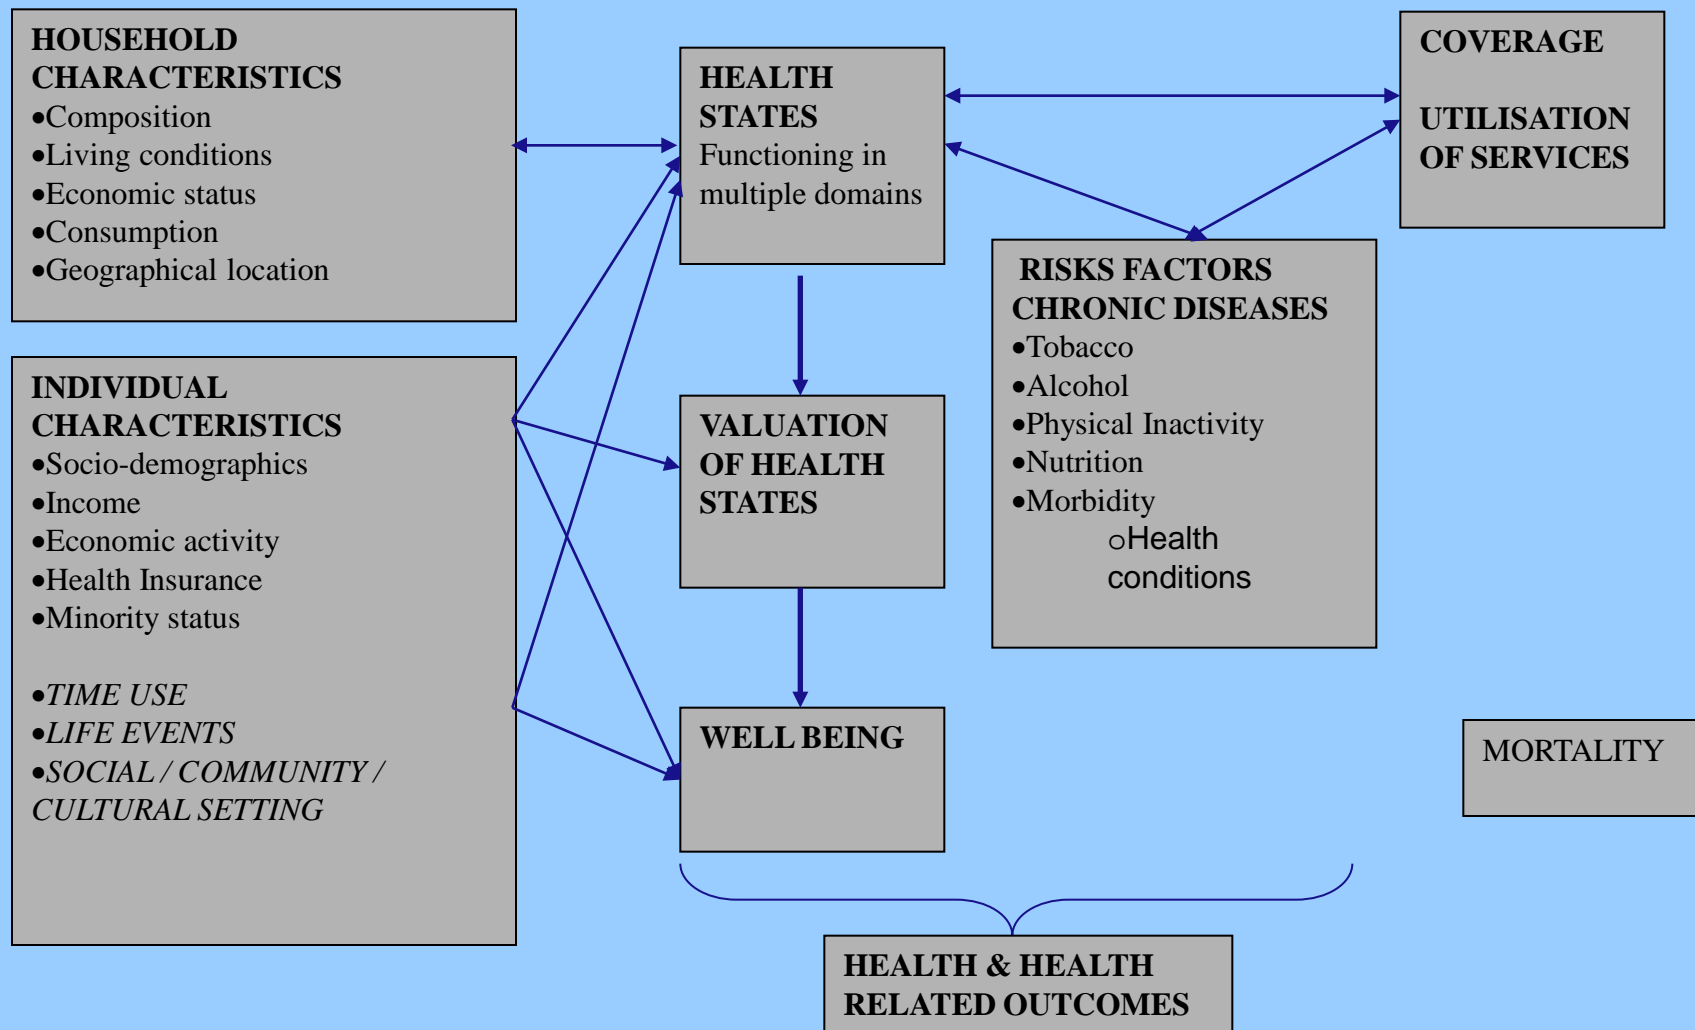 HOUSEHOLD
CHARACTERISTICS
•Composition
•Living conditions
•Economic status
•Consumption
•Geographical location
INDIVIDUAL
CHARACTERISTICS
•Socio-demographics
•Income
•Economic activity
•Health Insurance
•Minority status
•TIME USE
•LIFE EVENTS
•SOCIAL / COMMUNITY /
CULTURAL SETTING
HEALTH
STATES
Functioning in
multiple domains
VALUATION
OF HEALTH
STATES
WELL BEING
COVERAGE
UTILISATION
OF SERVICES
RISKS FACTORS
CHRONIC DISEASES
•Tobacco
•Alcohol
•Physical Inactivity
•Nutrition
•Morbidity
oHealth
conditions
MORTALITY
HEALTH & HEALTH
RELATED OUTCOMES